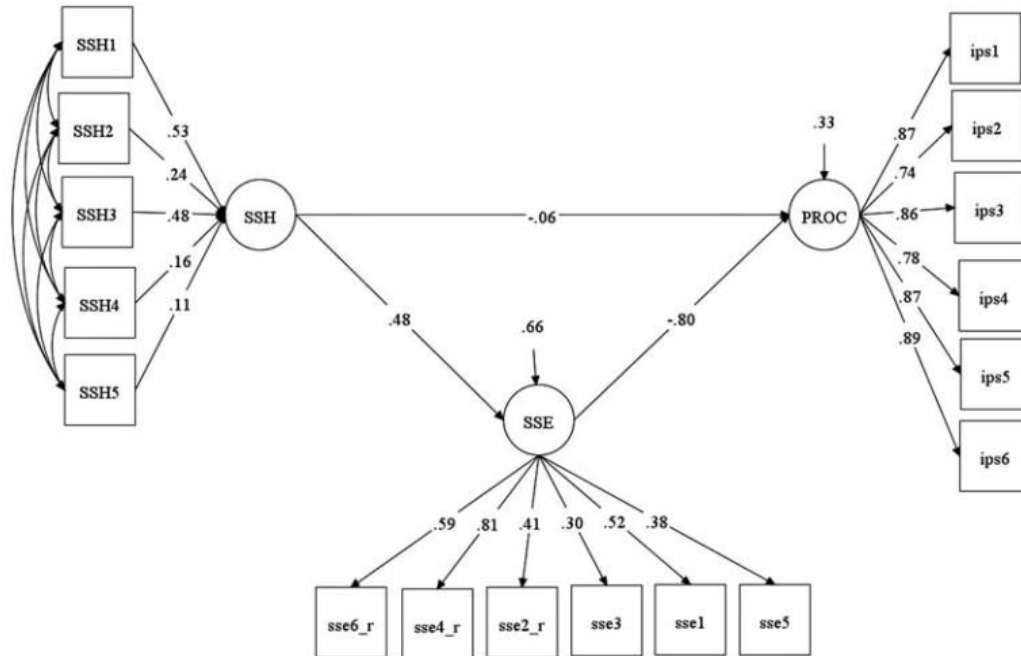 SSH1
SSH2
SSH3
SSH4
SSH5
.53
.24
.48
.16
.11
SSH
-.06
.48
-.80
.33
PROC
.66
SSE
.87
.74
.86
.78
.87
.89
ips1
ips2
ips3
ips4
ips5
ips6
.59
.81
.41
.30
.52
.38
sse6_r
sse4_r
sse2_r
sse3
sse1
sse5